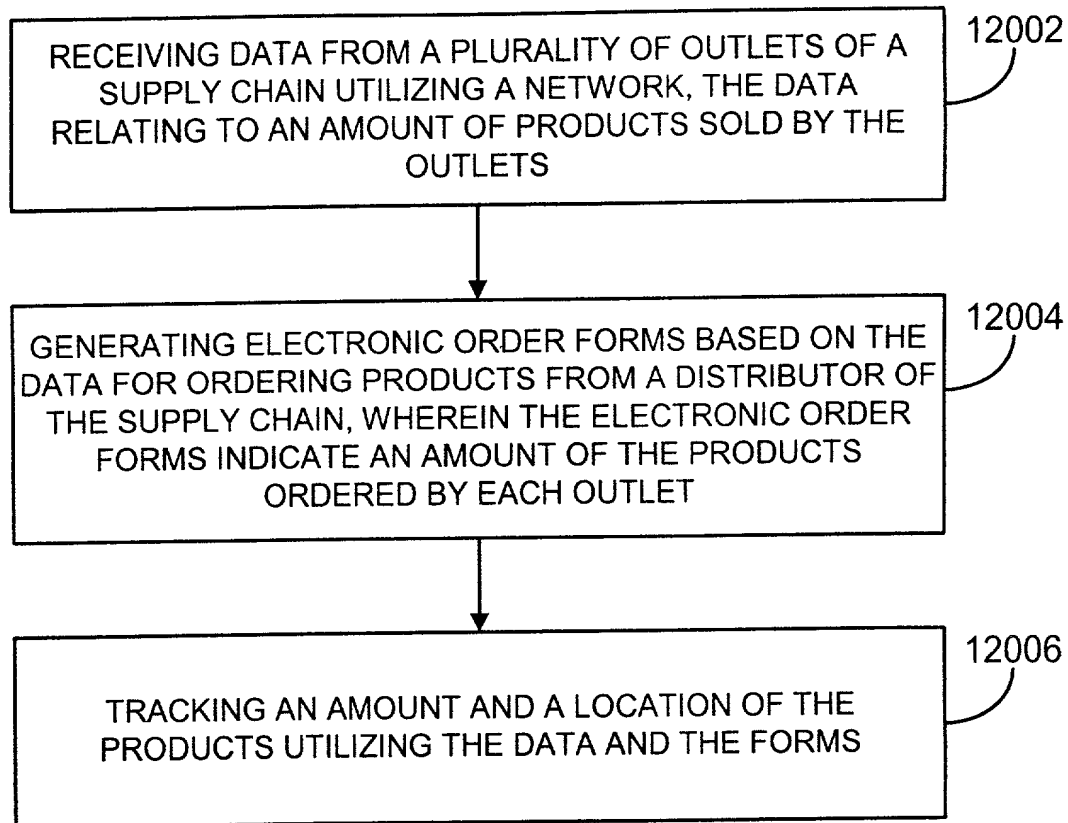 RECEIVING DATA FROM A PLURALITY OF OUTLETS OF A
SUPPLY CHAIN UTILIZING A NETWORK, THE DATA
RELATING TO AN AMOUNT OF PRODUCTS SOLD BY THE
OUTLETS
12002
GENERATING ELECTRONIC ORDER FORMS BASED ON THE
DATA FOR ORDERING PRODUCTS FROM A DISTRIBUTOR OF
THE SUPPLY CHAIN, WHEREIN THE ELECTRONIC ORDER
FORMS INDICATE AN AMOUNT OF THE PRODUCTS
ORDERED BY EACH OUTLET
12004
TRACKING AN AMOUNT AND A LOCATION OF THE
PRODUCTS UTILIZING THE DATA AND THE FORMS
12006